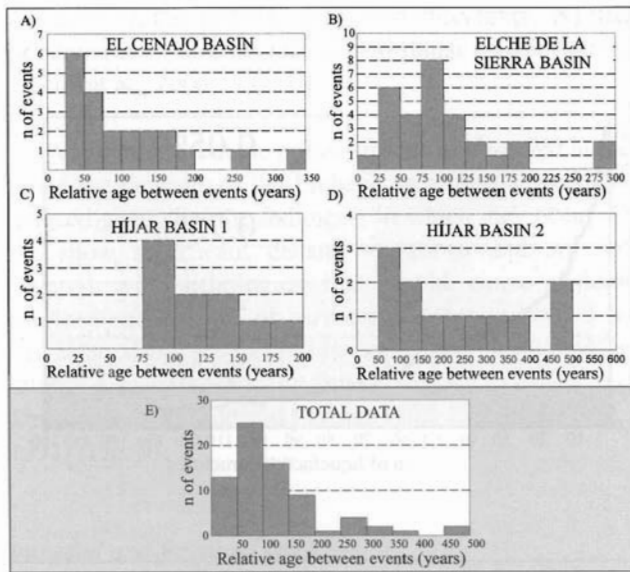 A)
EL CENAJO BASIN
n of events
7
6
5
4
3
2
1
0 50 100 150 200 250 300 350
Relative age between events (years)
B)
ELCHE DE LA
SIERRA BASIN
n of events
10
9
8
7
6
5
4
3
2
1
0 25 50 75 100 125 150 175 200 225 250 275 300
Relative age between events (years)
C)
HÍJAR BASIN 1
n of events
5
4
3
2
1
0 25 50 75 100 125 150 175 200
Relative age between events (years)
D)
HÍJAR BASIN 2
n of events
3
2
1
0 50 100 150 200 250 300 350 400 450 500 550 600
Relative age between events (years)
E)
TOTAL DATA
n of events
30
20
10
0
50 100 150 200 250 300 350 400 450 500
Relative age between events (years)